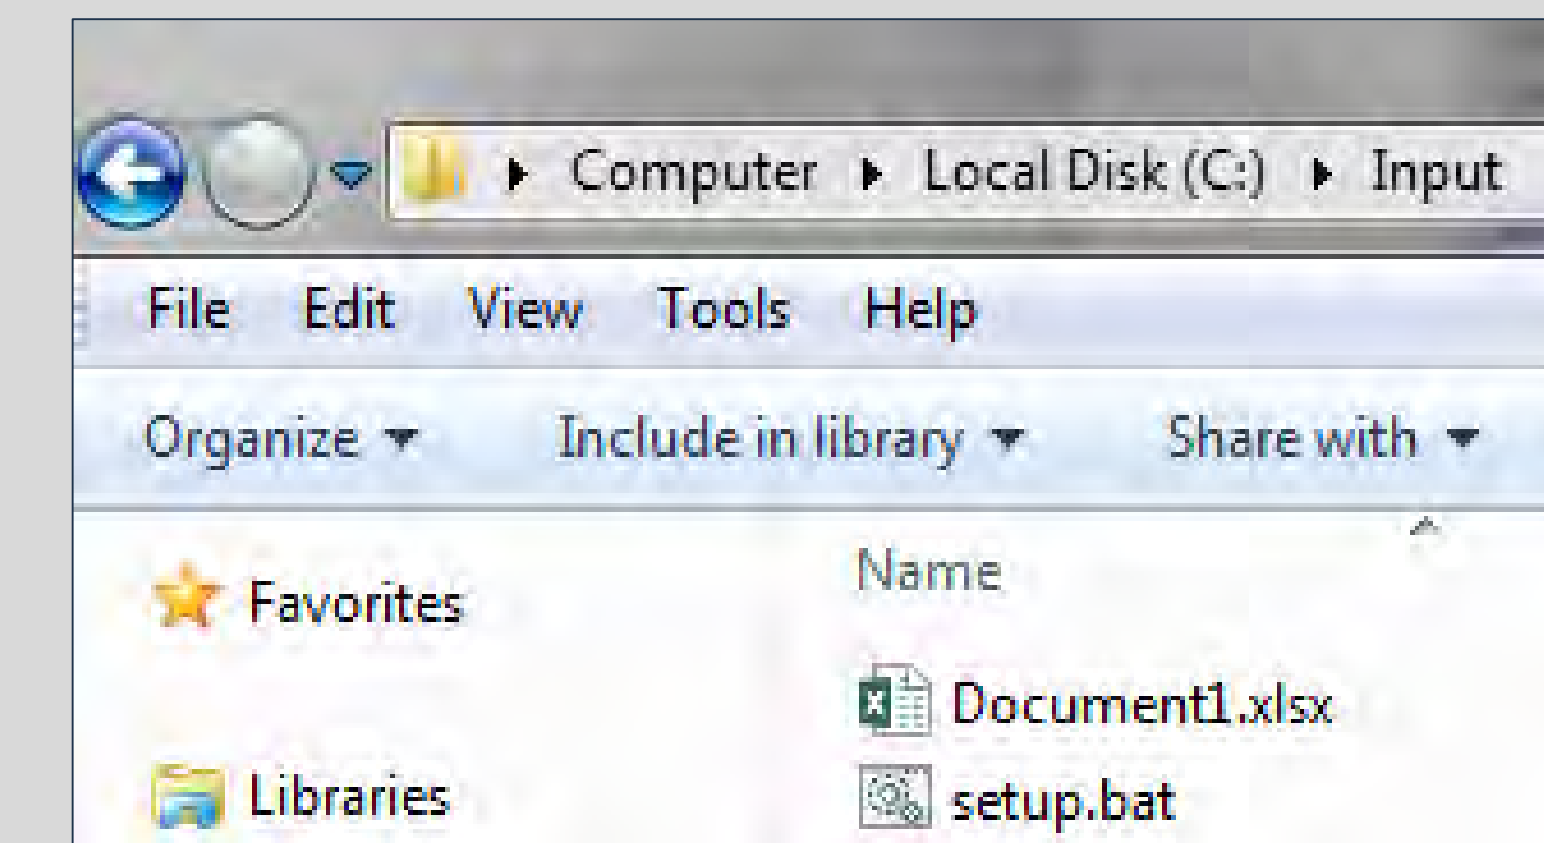 Computer Local Disk (C:) Input
File Edit View Tools Help
Organize Include in library Share with
Name
Favorites
Document1.xlsx
Libraries
setup.bat